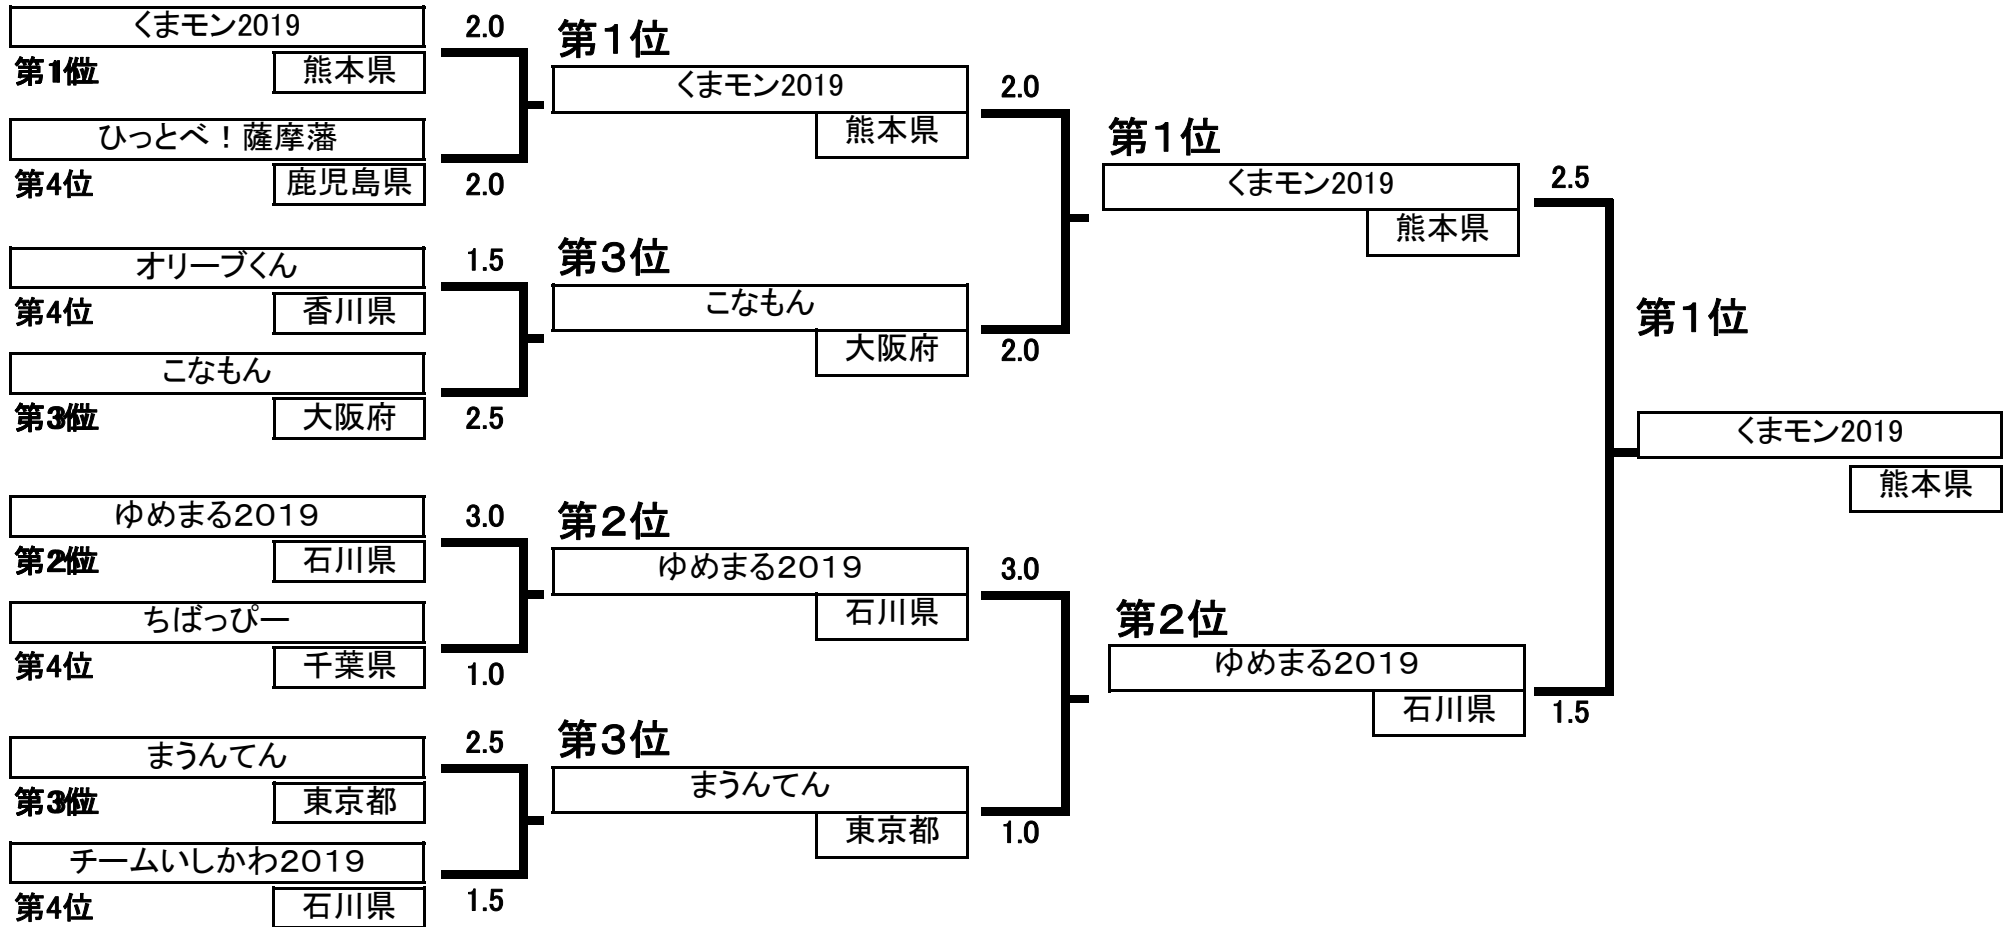 くまモン2019
2.0
第1位
熊本県
ひっとべ！薩摩藩
第4位
鹿児島県
2.0
オリーブくん
1.5
第4位
香川県
こなもん
第3位
大阪府
2.5
ゆめまる２０１９
3.0
第2位
石川県
ちばっぴー
第4位
千葉県
1.0
まうんてん
2.5
第3位
東京都
チームいしかわ２０１９
第4位
石川県
1.5
第１位
くまモン2019
2.0
熊本県
第３位
こなもん
大阪府
2.0
第２位
ゆめまる２０１９
3.0
石川県
第３位
まうんてん
東京都
1.0
第１位
くまモン2019
2.5
熊本県
第２位
ゆめまる２０１９
石川県
1.5
第１位
くまモン2019
熊本県